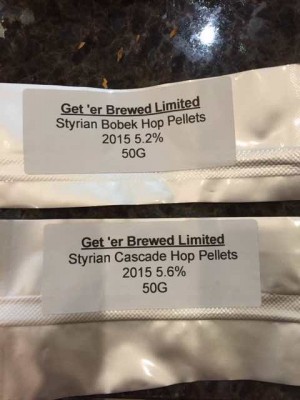 Get 'er Brewed Limited
Styrian Bobek Hop Pellets
2015 5.2%
50G
Get 'er Brewed Limited
Styrian Cascade Hop Pellets
2015 5.6%
50G